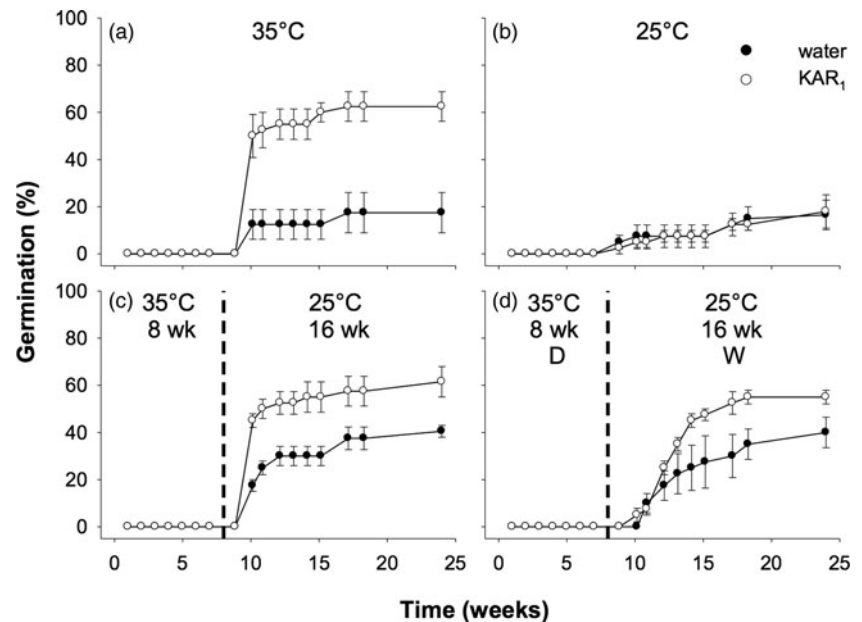 (a) 35°C
(b) 25°C
water
KAR₁
100
80
60
40
20
0
Germination (%)
(c) 35°C 25°C
8 wk 16 wk
(d) 35°C 25°C
8 wk 16 wk
D W
100
80
60
40
20
0
0 5 10 15 20 25
0 5 10 15 20 25
Time (weeks)